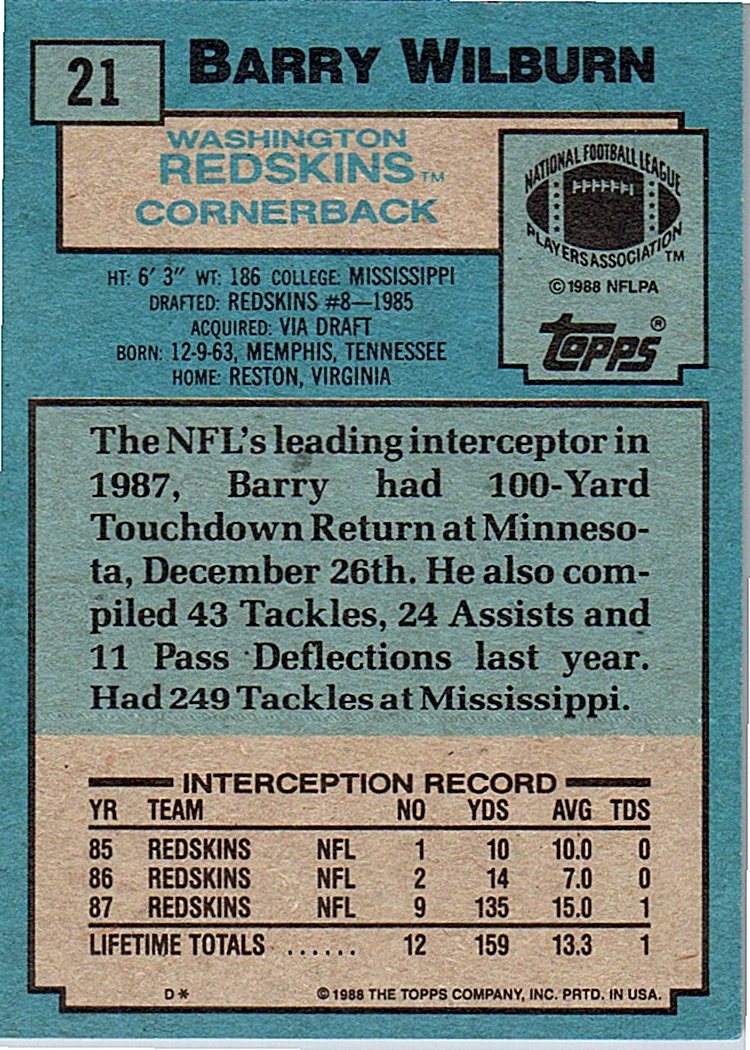 21
BARRY WILBURN
WASHINGTON
REDSKINS TM
CORNERBACK
NATIONAL FOOTBALL LEAGUE
PLAYERS ASSOCIATION TM
© 1988 NFLPA
topps ®
HT: 6' 3" WT: 186 COLLEGE: MISSISSIPPI
DRAFTED: REDSKINS #8—1985
ACQUIRED: VIA DRAFT
BORN: 12-9-63, MEMPHIS, TENNESSEE
HOME: RESTON, VIRGINIA
The NFL's leading interceptor in
1987, Barry had 100-Yard
Touchdown Return at Minneso-
ta, December 26th. He also com-
piled 43 Tackles, 24 Assists and
11 Pass Deflections last year.
Had 249 Tackles at Mississippi.
INTERCEPTION RECORD
YR TEAM NO YDS AVG TDS
85 REDSKINS NFL 1 10 10.0 0
86 REDSKINS NFL 2 14 7.0 0
87 REDSKINS NFL 9 135 15.0 1
LIFETIME TOTALS ...... 12 159 13.3 1
D* © 1988 THE TOPPS COMPANY, INC. PRTD. IN USA.